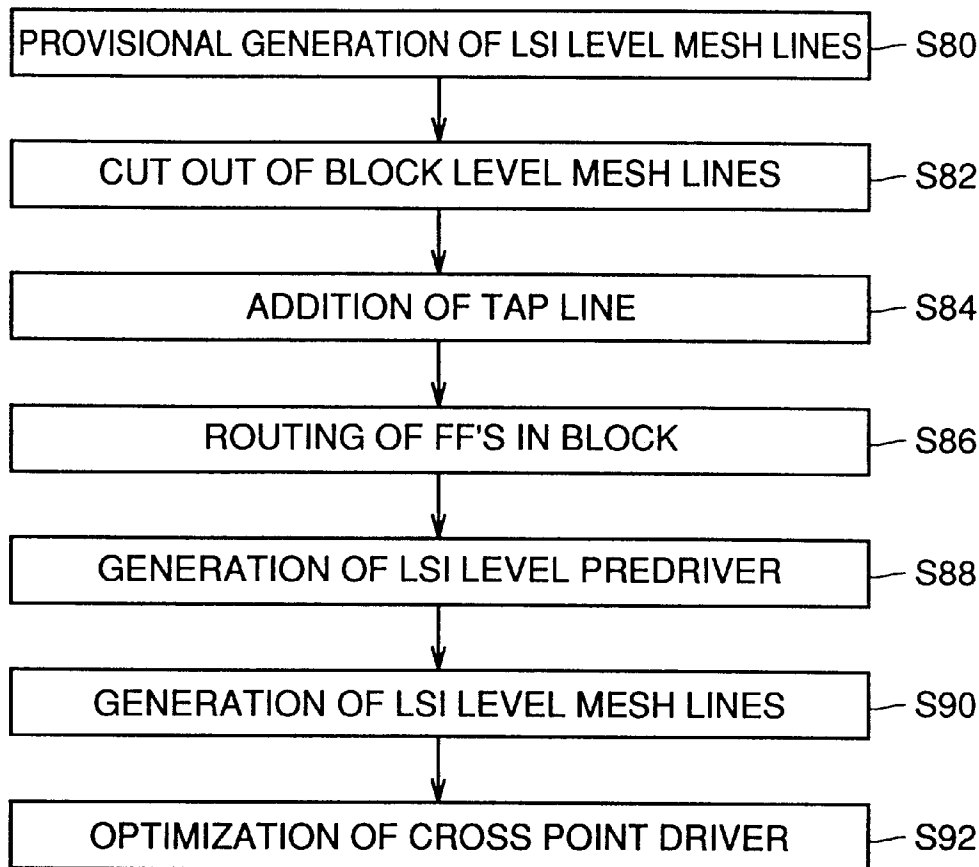 PROVISIONAL GENERATION OF LSI LEVEL MESH LINES S80
CUT OUT OF BLOCK LEVEL MESH LINES S82
ADDITION OF TAP LINE S84
ROUTING OF FF'S IN BLOCK S86
GENERATION OF LSI LEVEL PREDRIVER S88
GENERATION OF LSI LEVEL MESH LINES S90
OPTIMIZATION OF CROSS POINT DRIVER S92